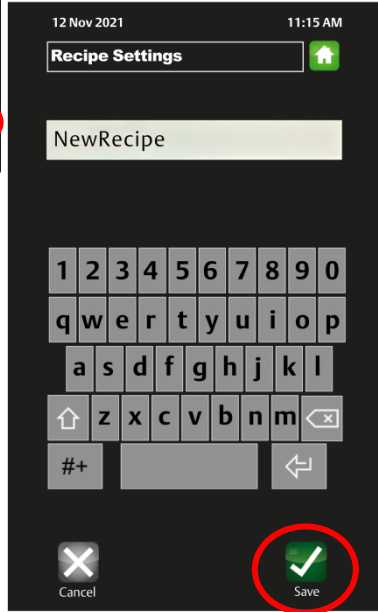 12 Nov 2021 11:15 AM
Recipe Settings
NewRecipe
1 2 3 4 5 6 7 8 9 0
q w e r t y u i o p
a s d f g h j k l
z x c v b n m
#+
Cancel Save